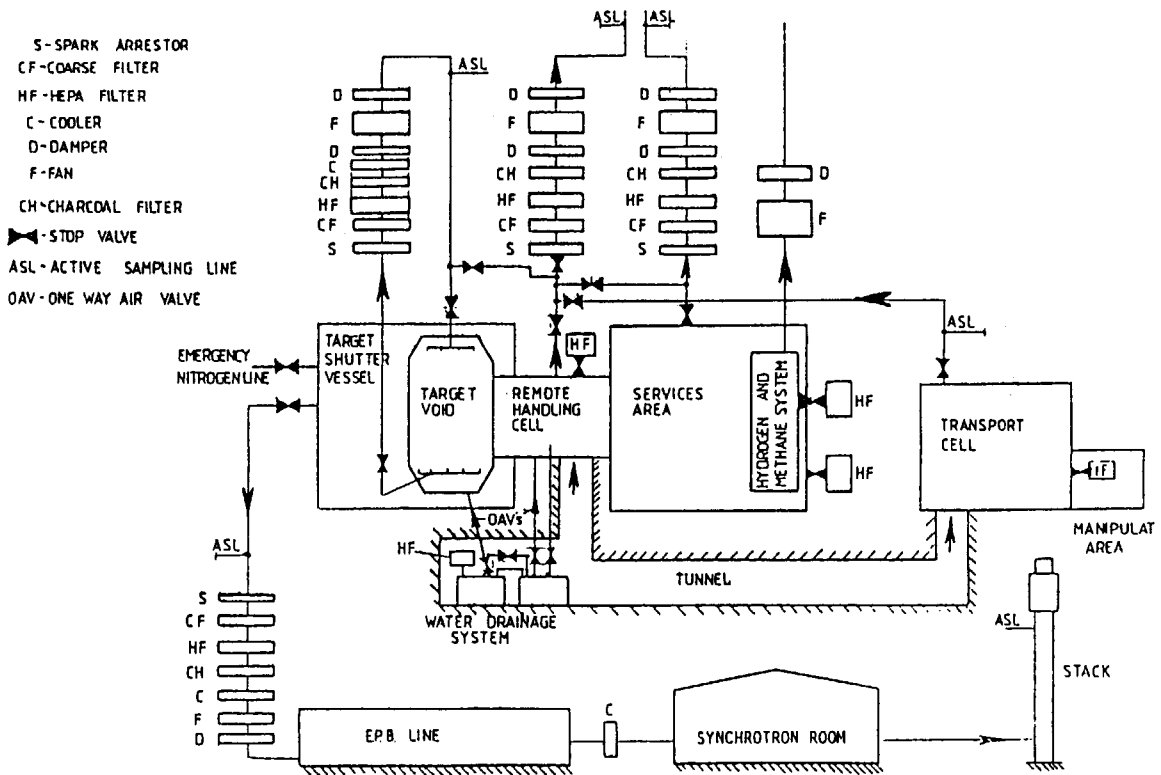 S-SPARK ARRESTOR
CF-COARSE FILTER
HF-HEPA FILTER
C-COOLER
D-DAMPER
F-FAN
CH-CHARCOAL FILTER
-STOP VALVE
ASL-ACTIVE SAMPLING LINE
OAV-ONE WAY AIR VALVE
ASL
D
F
D
C
CH
HF
CF
S
ASL
ASL
D
F
D
CH
HF
CF
S
D
F
D
CH
HF
CF
S
D
F
EMERGENCY
NITROGEN LINE
TARGET
SHUTTER
VESSEL
TARGET
VOID
HF
REMOTE
HANDLING
CELL
SERVICES
AREA
HYDROGEN AND
METHANE SYSTEM
HF
HF
ASL
TRANSPORT
CELL
MANIPULAT
AREA
OAV's
HF
TUNNEL
WATER DRAINAGE
SYSTEM
ASL
S
CF
HF
CH
C
F
D
E.P.B. LINE
C
SYNCHROTRON ROOM
ASL
STACK